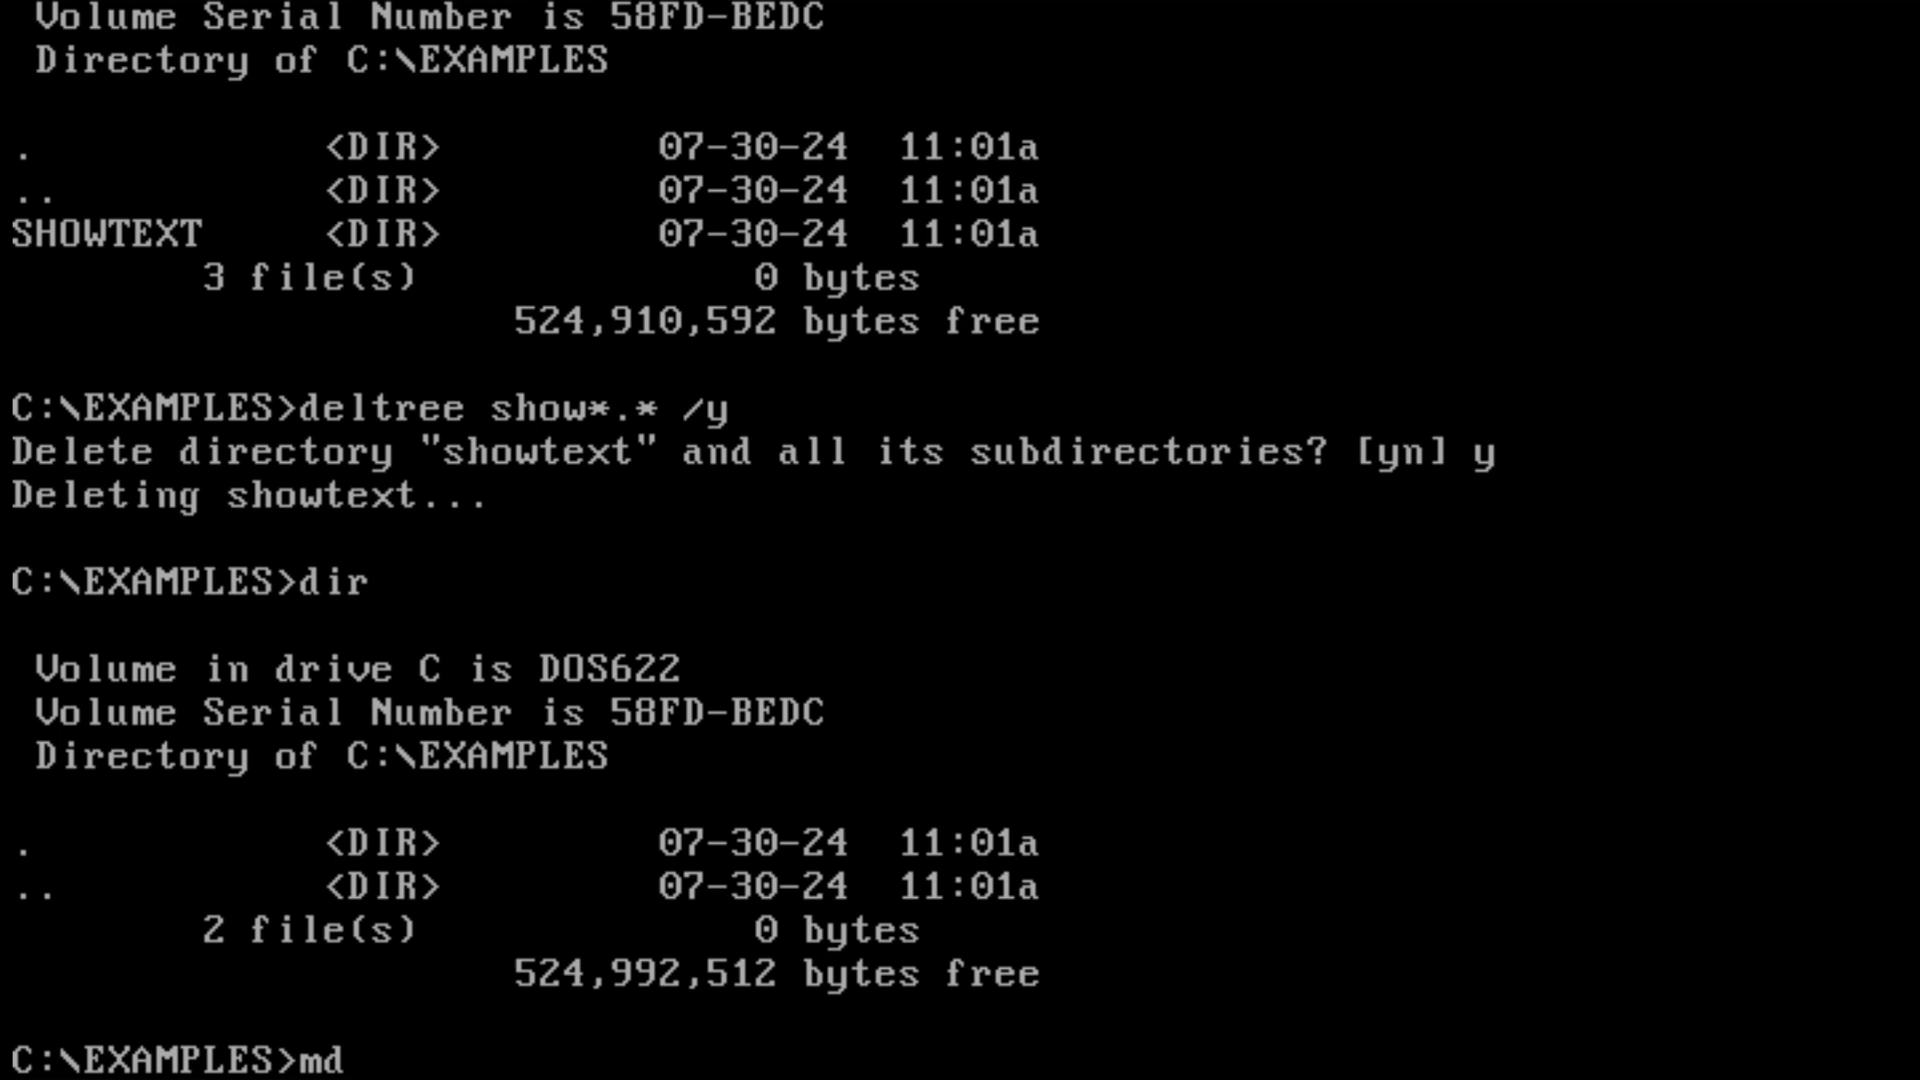 Volume Serial Number is 58FD-BEDC
Directory of C:\EXAMPLES
. <DIR> 07-30-24 11:01a
.. <DIR> 07-30-24 11:01a
SHOWTEXT <DIR> 07-30-24 11:01a
3 file(s) 0 bytes
524,910,592 bytes free
C:\EXAMPLES>deltree show*.* /y
Delete directory "showtext" and all its subdirectories? [yn] y
Deleting showtext...
C:\EXAMPLES>dir
Volume in drive C is DOS622
Volume Serial Number is 58FD-BEDC
Directory of C:\EXAMPLES
. <DIR> 07-30-24 11:01a
.. <DIR> 07-30-24 11:01a
2 file(s) 0 bytes
524,992,512 bytes free
C:\EXAMPLES>md